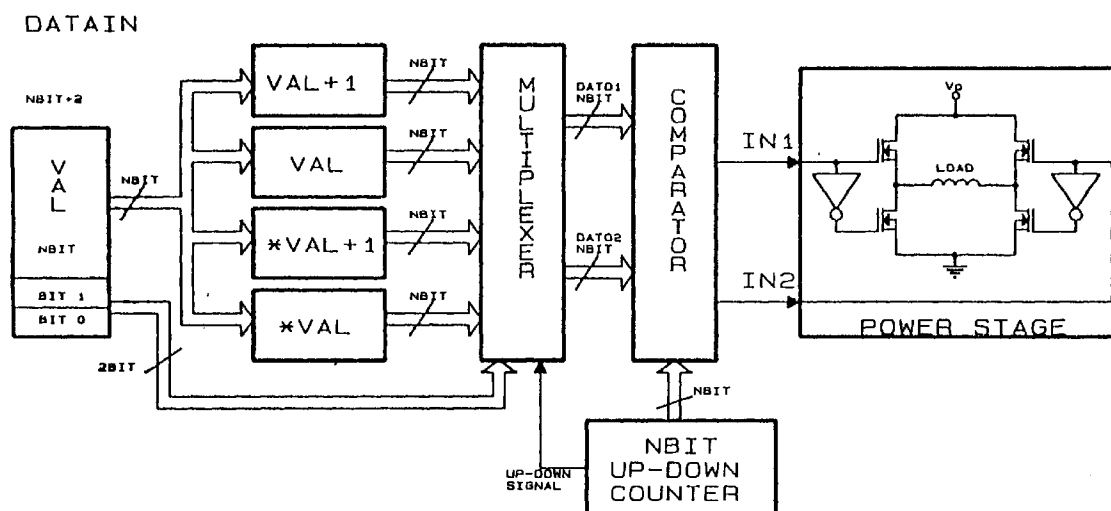 DATAIN
NBIT+2
VAL
NBIT
BIT 1
BIT 0
NBIT
2BIT
VAL+1
VAL
*VAL+1
*VAL
NBIT
NBIT
NBIT
NBIT
MULTIPLEXER
UP-DOWN
SIGNAL
DATO1
NBIT
DATO2
NBIT
COMPARATOR
NBIT
NBIT
UP-DOWN
COUNTER
IN1
IN2
Vp
LOAD
POWER STAGE